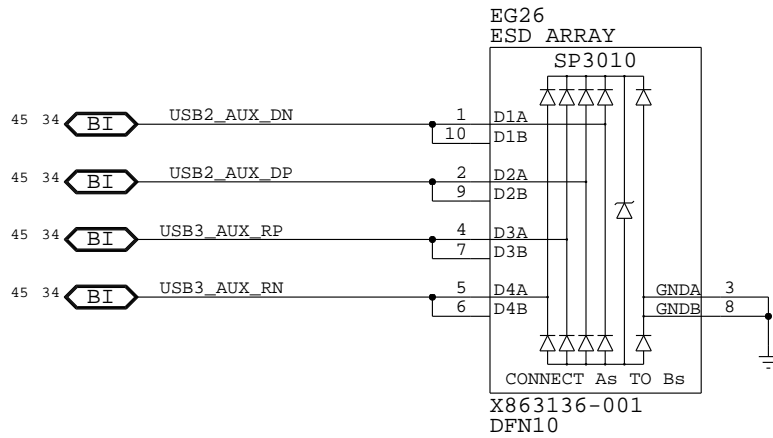 EG26
ESD ARRAY
SP3010
45 34 BI USB2_AUX_DN 1 D1A
10 D1B
45 34 BI USB2_AUX_DP 2 D2A
9 D2B
45 34 BI USB3_AUX_RP 4 D3A
7 D3B
45 34 BI USB3_AUX_RN 5 D4A GNDA 3
6 D4B GNDB 8
CONNECT As TO Bs
X863136-001
DFN10